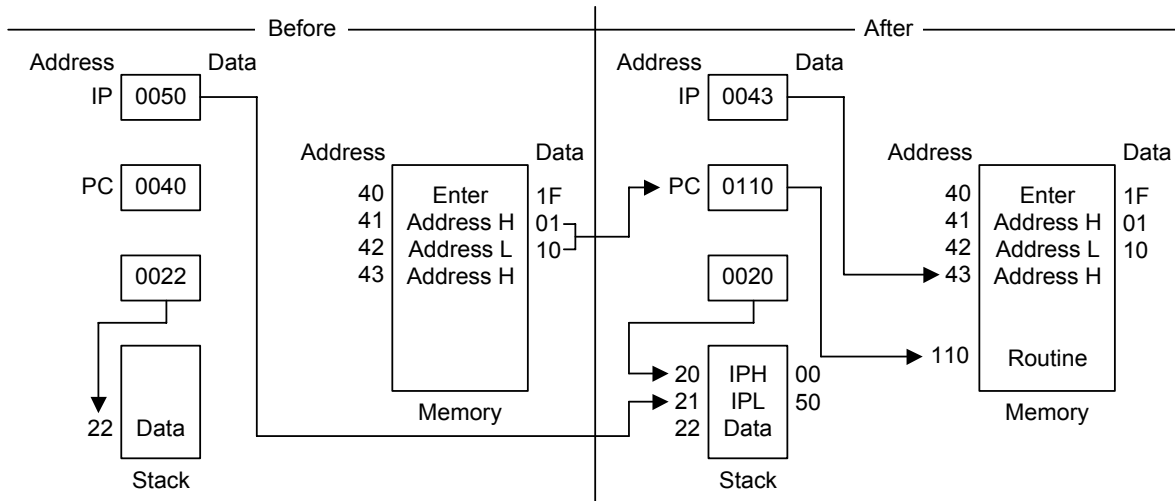 Before
Address Data
IP 0050
Address Data
PC 0040
40 Enter 1F
41 Address H 01
42 Address L 10
43 Address H
0022
22 Data
Stack
Memory
After
Address Data
IP 0043
Address Data
PC 0110
40 Enter 1F
41 Address H 01
42 Address L 10
43 Address H
0020
110 Routine
20 IPH 00
21 IPL 50
22 Data
Stack
Memory